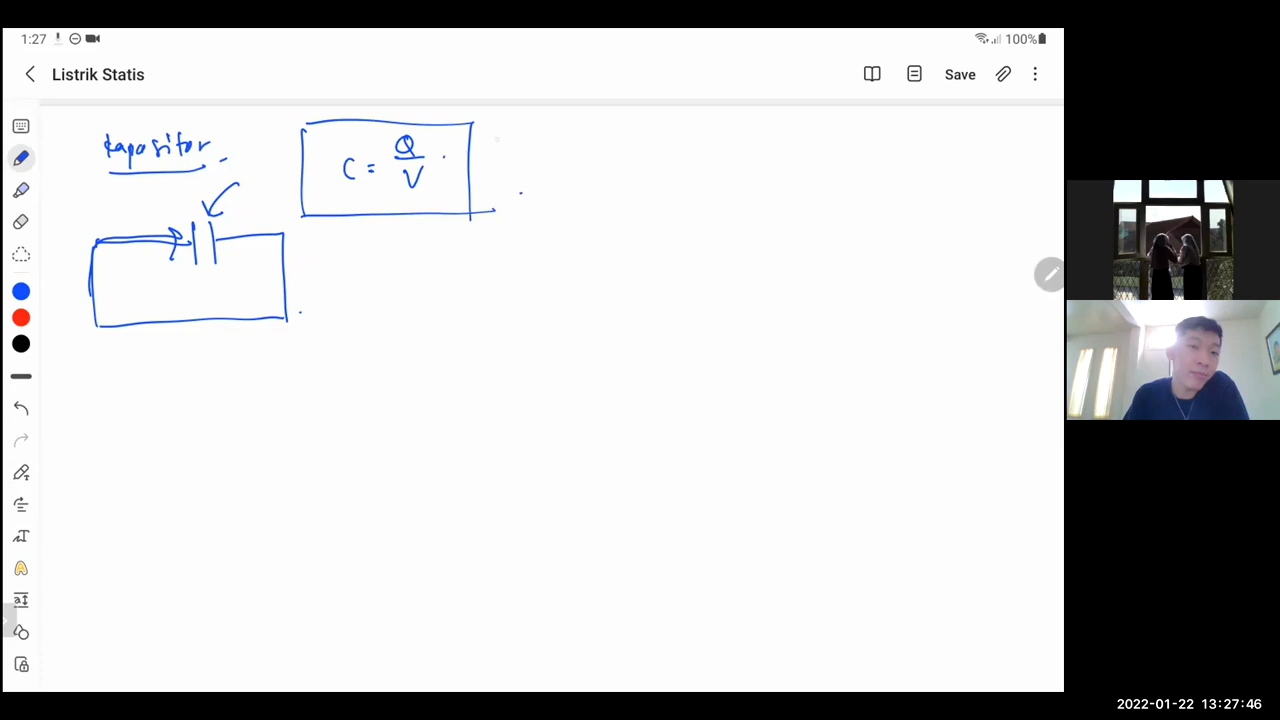 1:27
100%
Listrik Statis
Save
kapasitor
C = Q/V
2022-01-22 13:27:46